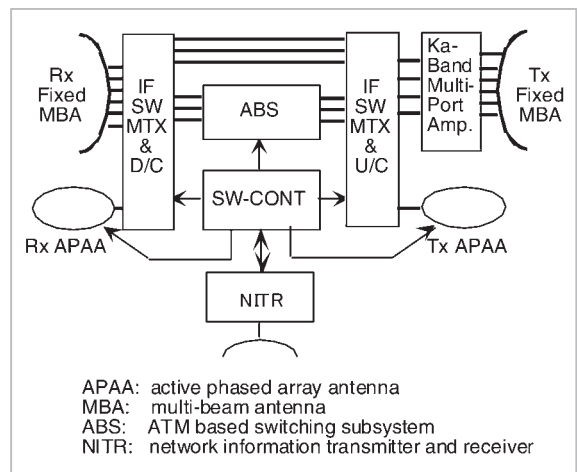 Rx
Fixed
MBA
IF
SW
MTX
&
D/C
ABS
IF
SW
MTX
&
U/C
Ka-
Band
Multi-
Port
Amp.
Tx
Fixed
MBA
SW-CONT
Rx APAA
Tx APAA
NITR
APAA: active phased array antenna
MBA: multi-beam antenna
ABS: ATM based switching subsystem
NITR: network information transmitter and receiver